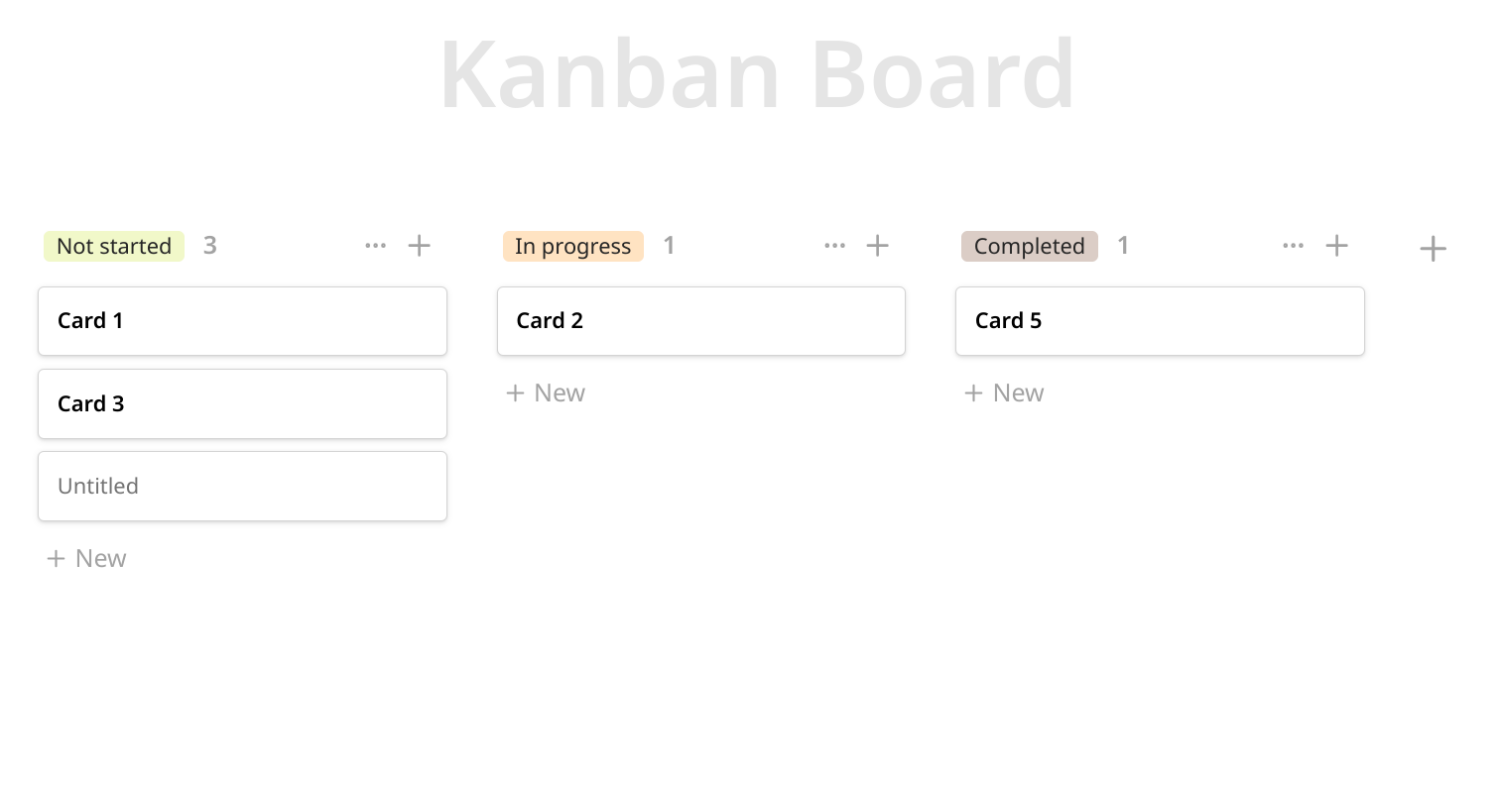 Kanban Board
Not started 3
Card 1
Card 3
Untitled
New
In progress 1
Card 2
New
Completed 1
Card 5
New